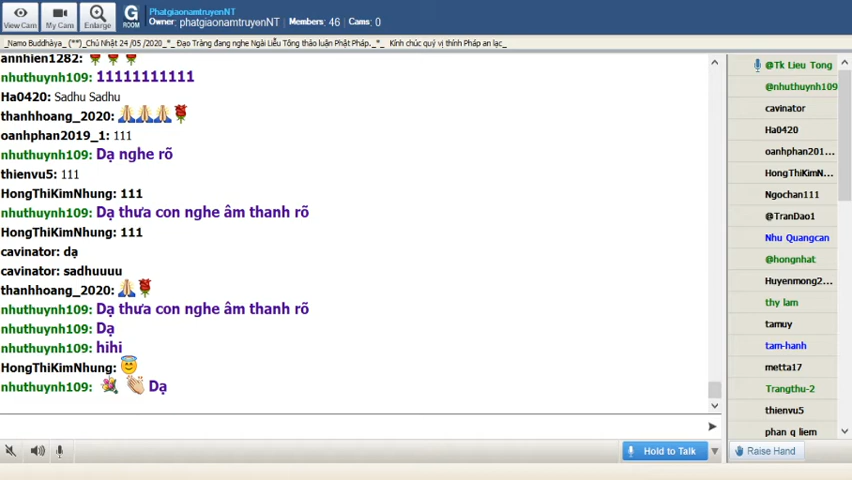 View Cam
My Cam
Enlarge
G
ROOM
PhatgiaonamtruyenNT
Owner: phatgiaonamtruyenNT Members: 46 Cams: 0
_Namo Buddhàya_ (**)_Chủ Nhật 24 /05 /2020_*_ Đạo Tràng đang nghe Ngài Liễu Tông thảo luận Phật Pháp._*_ Kính chúc quý vị thính Pháp an lạc_
annhien1282:
nhuthuynh109: 11111111111
Ha0420: Sadhu Sadhu
thanhhoang_2020:
oanhphan2019_1: 111
nhuthuynh109: Dạ nghe rõ
thienvu5: 111
HongThiKimNhung: 111
nhuthuynh109: Dạ thưa con nghe âm thanh rõ
HongThiKimNhung: 111
cavinator: dạ
cavinator: sadhuuuu
thanhhoang_2020:
nhuthuynh109: Dạ thưa con nghe âm thanh rõ
nhuthuynh109: Dạ
nhuthuynh109: hihi
HongThiKimNhung:
nhuthuynh109: Dạ
@Tk Lieu Tong
@nhuthuynh109
cavinator
Ha0420
oanhphan201...
HongThiKimN...
Ngochan111
@TranDao1
Nhu Quangcan
@hongnhat
Huyenmong2...
thy lam
tamuy
tam-hanh
metta17
Trangthu-2
thienvu5
phan q liem
Hold to Talk
Raise Hand